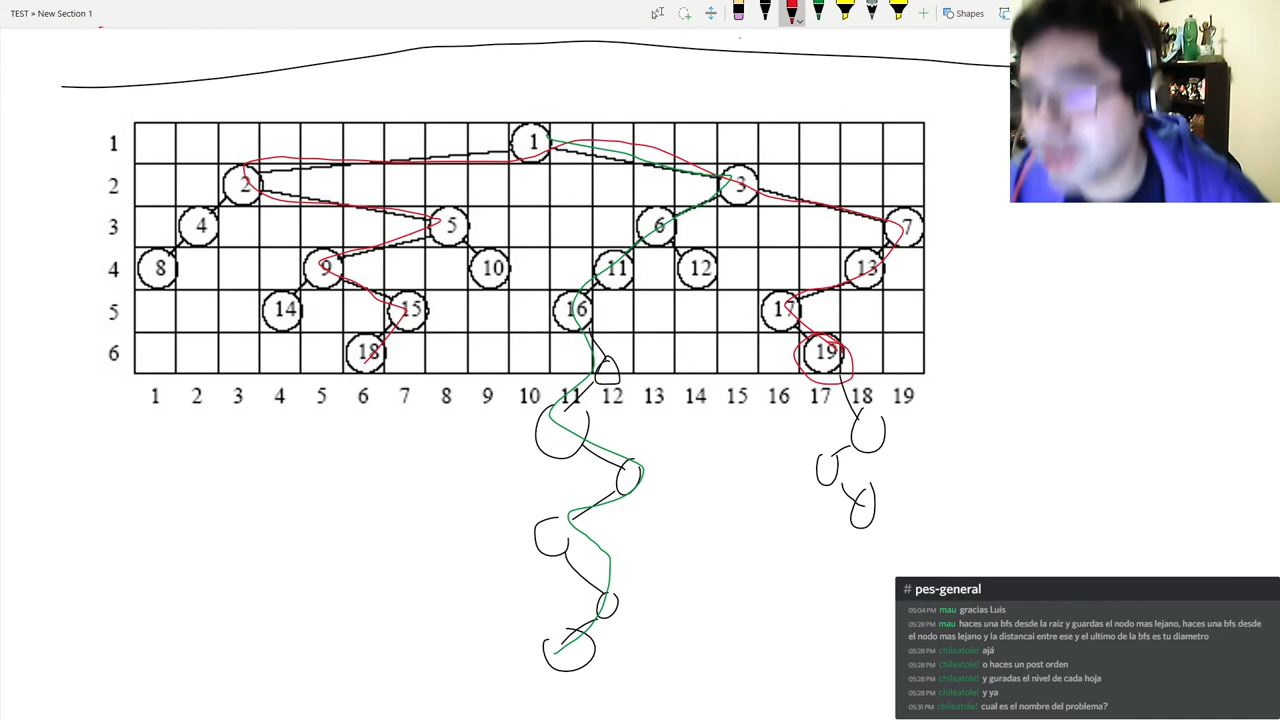 TEST » New Section 1
Shapes
1 1
2 2 3
3 4 5 6 7
4 8 9 10 11 12 13
5 14 15 16 17
6 18 19
1 2 3 4 5 6 7 8 9 10 11 12 13 14 15 16 17 18 19
# pes-general
05:04 PM mau gracias Luis
05:28 PM mau haces una bfs desde la raiz y guardas el nodo mas lejano, haces una bfs desde
el nodo mas lejano y la distancai entre ese y el ultimo de la bfs es tu diametro
05:28 PM chileatole! ajá
05:28 PM chileatole! o haces un post orden
05:28 PM chileatole! y guradas el nivel de cada hoja
05:28 PM chileatole! y ya
05:31 PM chileatole! cual es el nombre del problema?